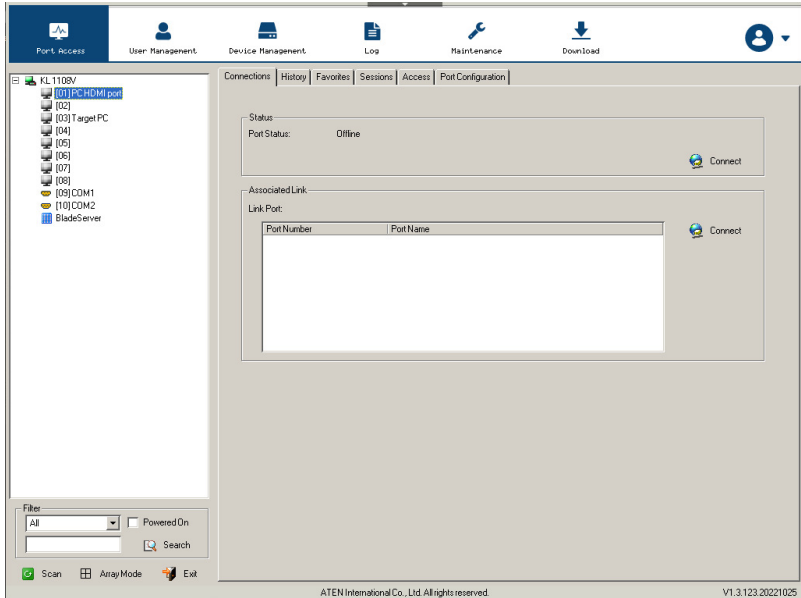 Port Access
User Management
Device Management
Log
Maintenance
Download
KL1108V
[01]PC HDMI port
[02]
[03]Target PC
[04]
[05]
[06]
[07]
[08]
[09]COM1
[10]COM2
BladeServer
Filter
All
Powered On
Search
Scan
Array Mode
Exit
Connections
History
Favorites
Sessions
Access
Port Configuration
Status
Port Status: Offline
Connect
Associated Link
Link Port:
Port Number Port Name
Connect
ATEN International Co., Ltd. All rights reserved.
V1.3.123.20221025